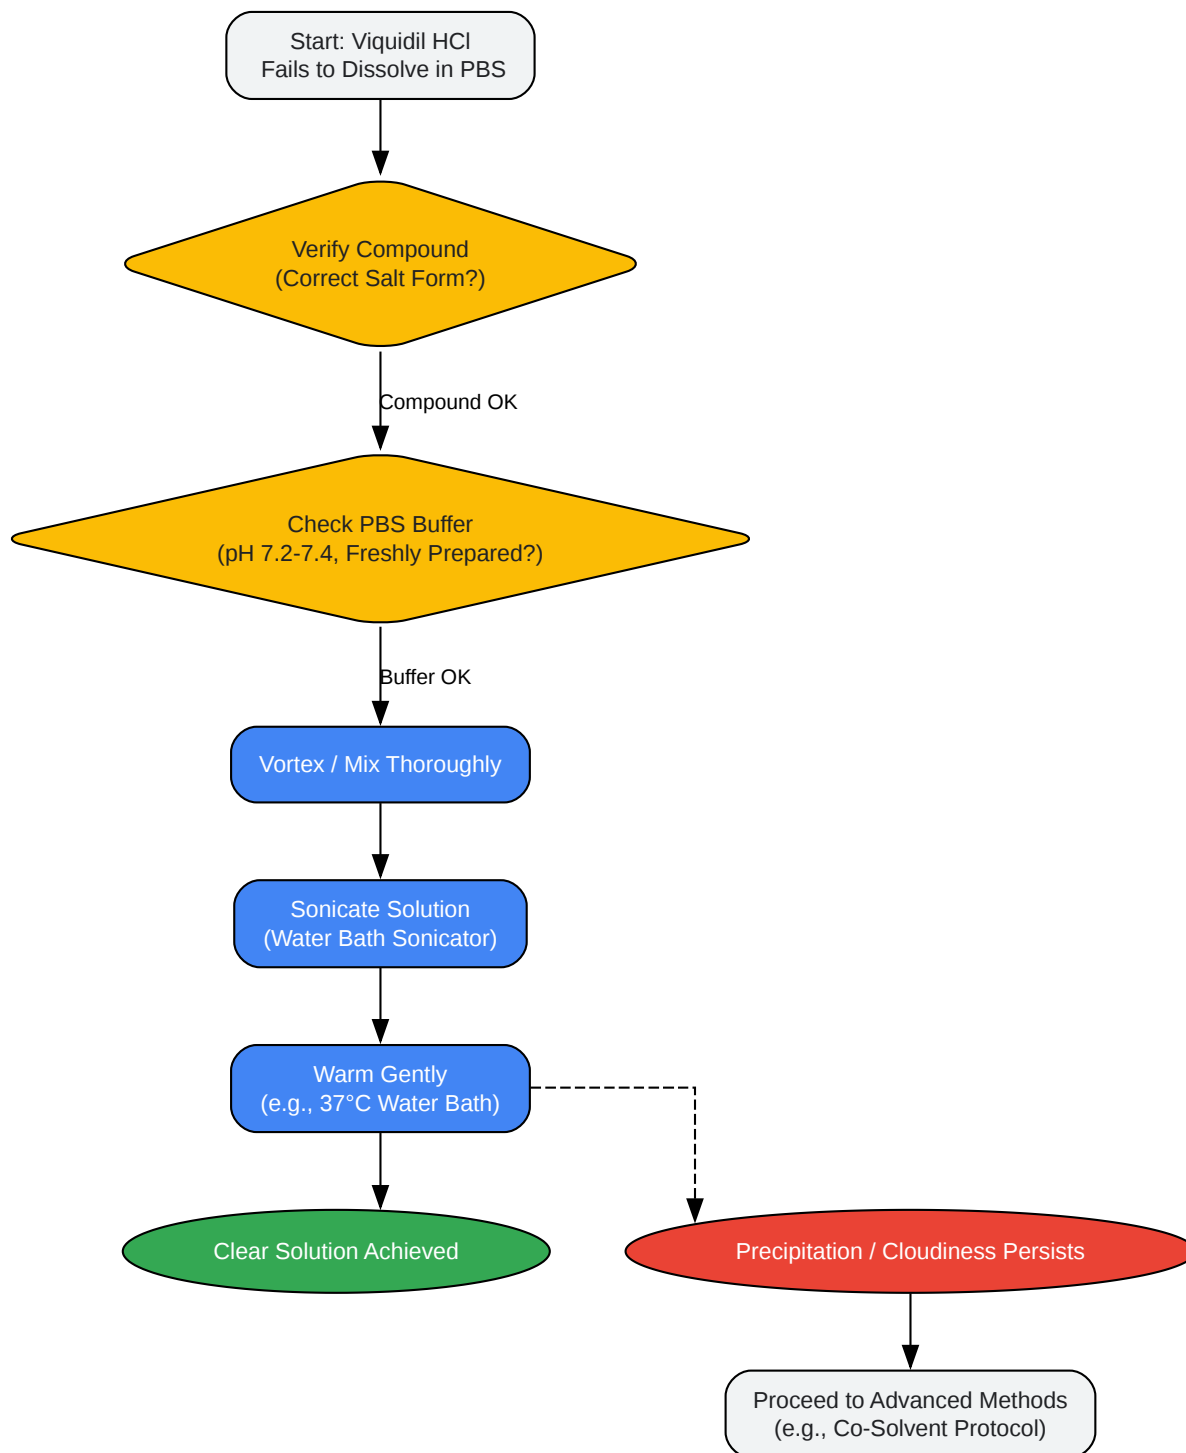 Start: Viquidil HCl
Fails to Dissolve in PBS
Verify Compound
(Correct Salt Form?)
Compound OK
Check PBS Buffer
(pH 7.2-7.4, Freshly Prepared?)
Buffer OK
Vortex / Mix Thoroughly
Sonicate Solution
(Water Bath Sonicator)
Warm Gently
(e.g., 37°C Water Bath)
Clear Solution Achieved
Precipitation / Cloudiness Persists
Proceed to Advanced Methods
(e.g., Co-Solvent Protocol)